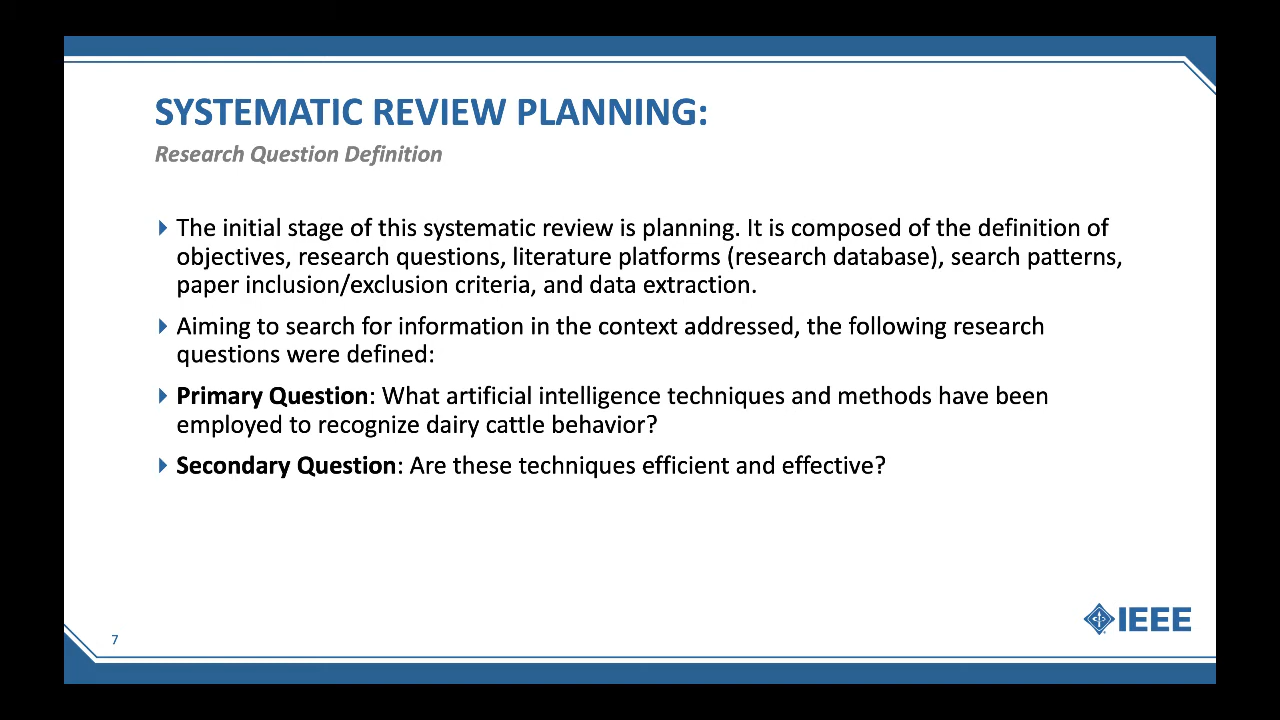 SYSTEMATIC REVIEW PLANNING:
Research Question Definition
The initial stage of this systematic review is planning. It is composed of the definition of
objectives, research questions, literature platforms (research database), search patterns,
paper inclusion/exclusion criteria, and data extraction.
Aiming to search for information in the context addressed, the following research
questions were defined:
Primary Question: What artificial intelligence techniques and methods have been
employed to recognize dairy cattle behavior?
Secondary Question: Are these techniques efficient and effective?
IEEE
7